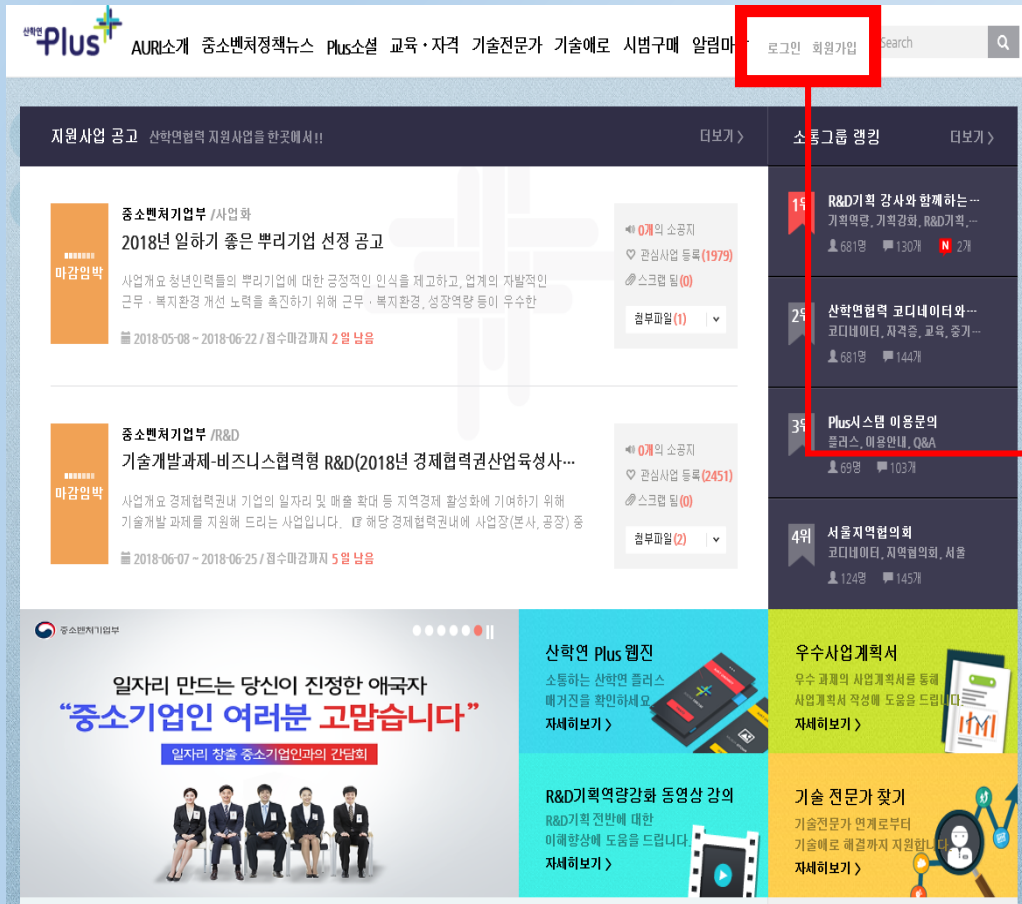 산학연 Plus
AURI소개 중소벤처정책뉴스 Plus소셜 교육·자격 기술전문가 기술애로 시범구매 알림마
로그인 회원가입
Search
지원사업 공고 산학연협력 지원사업을 한곳에서!!
더보기 >
중소벤처기업부 /사업화
2018년 일하기 좋은 뿌리기업 선정 공고
마감임박
사업개요 청년인력들의 뿌리기업에 대한 긍정적인 인식을 제고하고, 업계의 자발적인
근무·복지환경 개선 노력을 촉진하기 위해 근무·복지환경, 성장역량 등이 우수한
2018-05-08 ~ 2018-06-22 / 접수마감까지 2 일 남음
0개의 소공지
관심사업 등록(1979)
스크랩 됨(0)
첨부파일(1)
중소벤처기업부 /R&D
기술개발과제-비즈니스협력형 R&D(2018년 경제협력권산업육성사…
마감임박
사업개요 경제협력권내 기업의 일자리 및 매출 확대 등 지역경제 활성화에 기여하기 위해
기술개발 과제를 지원해 드리는 사업입니다. ☞ 해당 경제협력권내에 사업장(본사, 공장) 중
2018-06-07 ~ 2018-06-25 / 접수마감까지 5 일 남음
0개의 소공지
관심사업 등록(2451)
스크랩 됨(0)
첨부파일(2)
소통그룹 랭킹
더보기 >
1위 R&D기획 강사와 함께하는…
기획역량, 기획강화, R&D기획,…
681명 130개 N 2개
2위 산학연협력 코디네이터와…
코디네이터, 자격증, 교육, 중기…
681명 144개
3위 Plus시스템 이용문의
플러스, 이용안내, Q&A
69명 103개
4위 서울지역협의회
코디네이터, 지역협의회, 서울
124명 145개
중소벤처기업부
일자리 만드는 당신이 진정한 애국자
“중소기업인 여러분 고맙습니다”
일자리 창출 중소기업인과의 간담회
산학연 Plus 웹진
소통하는 산학연 플러스
매거진을 확인하세요
자세히보기 >
우수사업계획서
우수 과제의 사업계획서를 통해
사업계획서 작성에 도움을 드립니다.
자세히보기 >
R&D기획역량강화 동영상 강의
R&D기획 전반에 대한
이해향상에 도움을 드립니다.
자세히보기 >
기술 전문가 찾기
기술전문가 연계로부터
기술애로 해결까지 지원합니다.
자세히보기 >